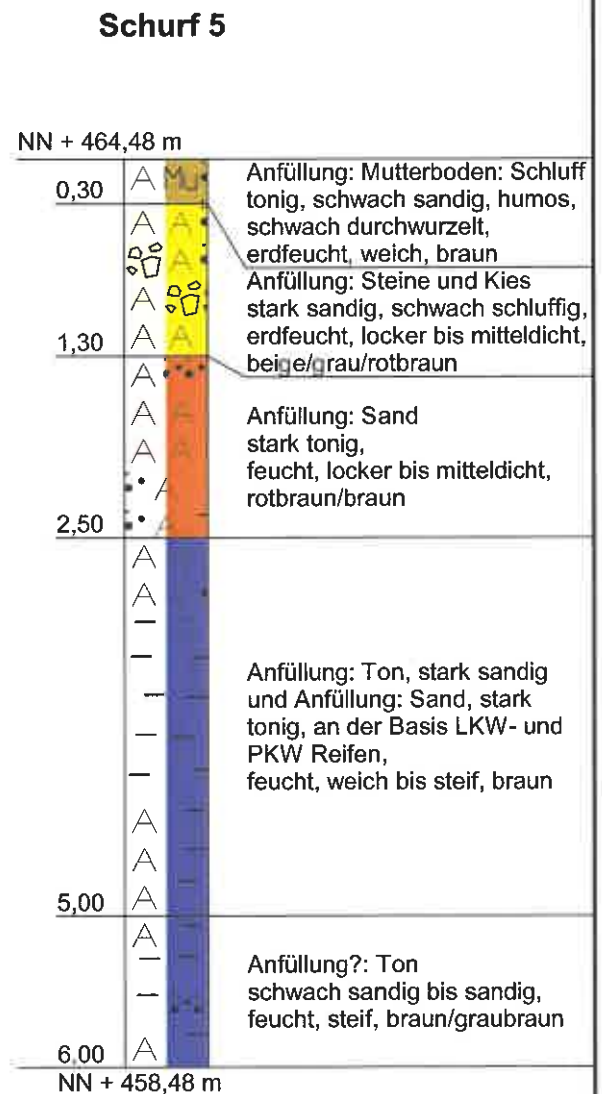 Schurf 5
NN + 464,48 m
0,30
A Mu
Anfüllung: Mutterboden: Schluff
tonig, schwach sandig, humos,
schwach durchwurzelt,
erdfeucht, weich, braun
A A
A
A
A A
Anfüllung: Steine und Kies
stark sandig, schwach schluffig,
erdfeucht, locker bis mitteldicht,
beige/grau/rotbraun
1,30
A
A A
A A
A
A
Anfüllung: Sand
stark tonig,
feucht, locker bis mitteldicht,
rotbraun/braun
2,50
A
A
A
A
A
Anfüllung: Ton, stark sandig
und Anfüllung: Sand, stark
tonig, an der Basis LKW- und
PKW Reifen,
feucht, weich bis steif, braun
5,00
A
A
Anfüllung?: Ton
schwach sandig bis sandig,
feucht, steif, braun/graubraun
6,00
NN + 458,48 m